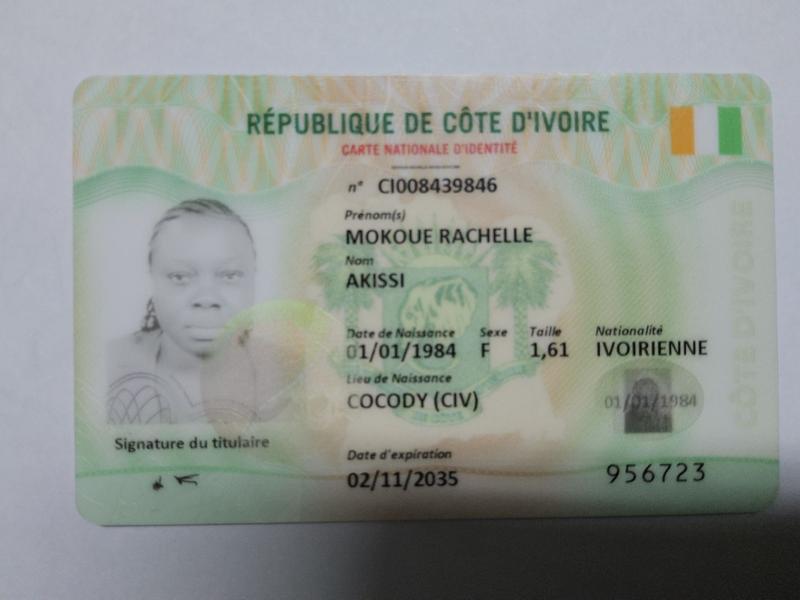 RÉPUBLIQUE DE CÔTE D'IVOIRE
CARTE NATIONALE D'IDENTITÉ
n° CI008439846
Prénom(s)
MOKOUE RACHELLE
Nom
AKISSI
Date de Naissance Sexe Taille Nationalité
01/01/1984 F 1,61 IVOIRIENNE
Lieu de Naissance
COCODY (CIV)
01/01/1984
Signature du titulaire
Date d'expiration
02/11/2035
956723
CÔTE D'IVOIRE